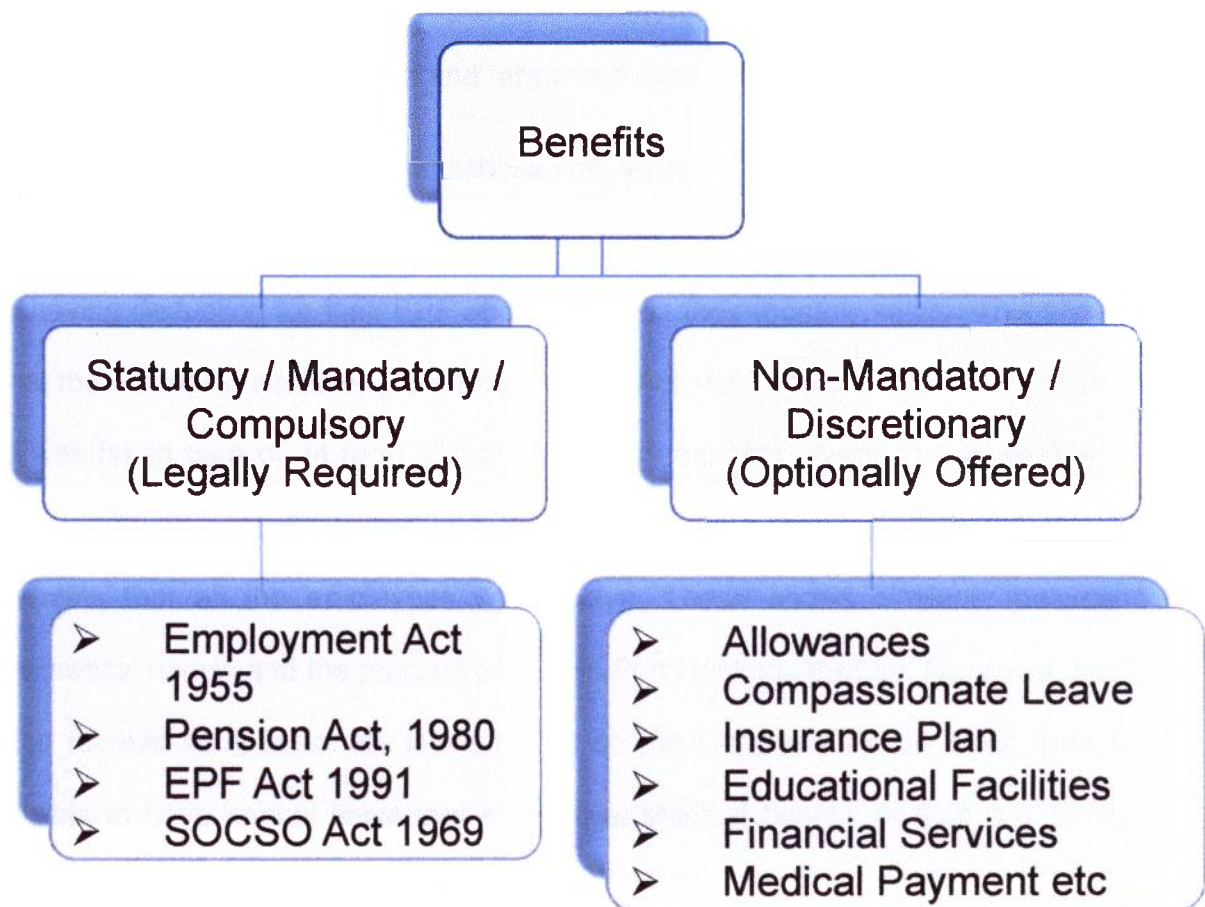 Benefits
Statutory / Mandatory /
Compulsory
(Legally Required)
Non-Mandatory /
Discretionary
(Optionally Offered)
➢ Employment Act
1955
➢ Pension Act, 1980
➢ EPF Act 1991
➢ SOCSO Act 1969
➢ Allowances
➢ Compassionate Leave
➢ Insurance Plan
➢ Educational Facilities
➢ Financial Services
➢ Medical Payment etc